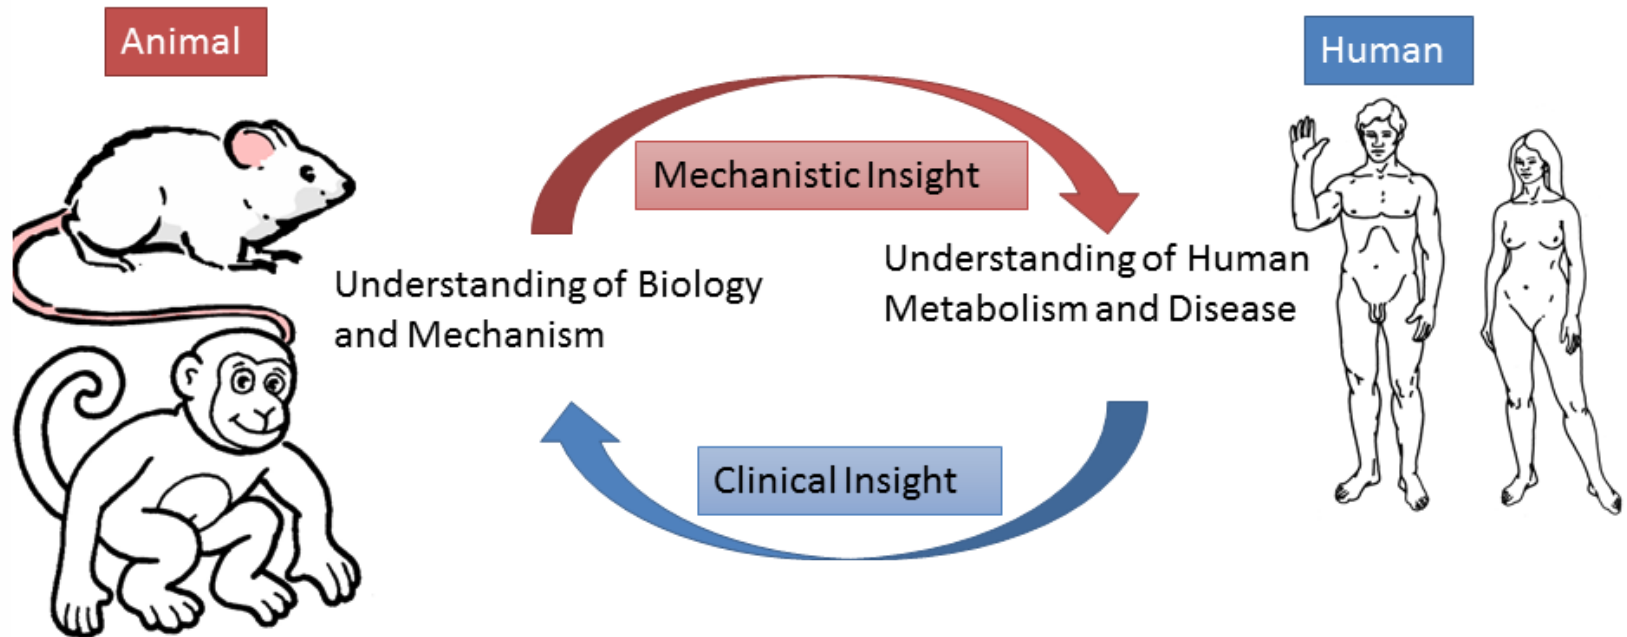 Animal
Human
Mechanistic Insight
Understanding of Biology
and Mechanism
Understanding of Human
Metabolism and Disease
Clinical Insight